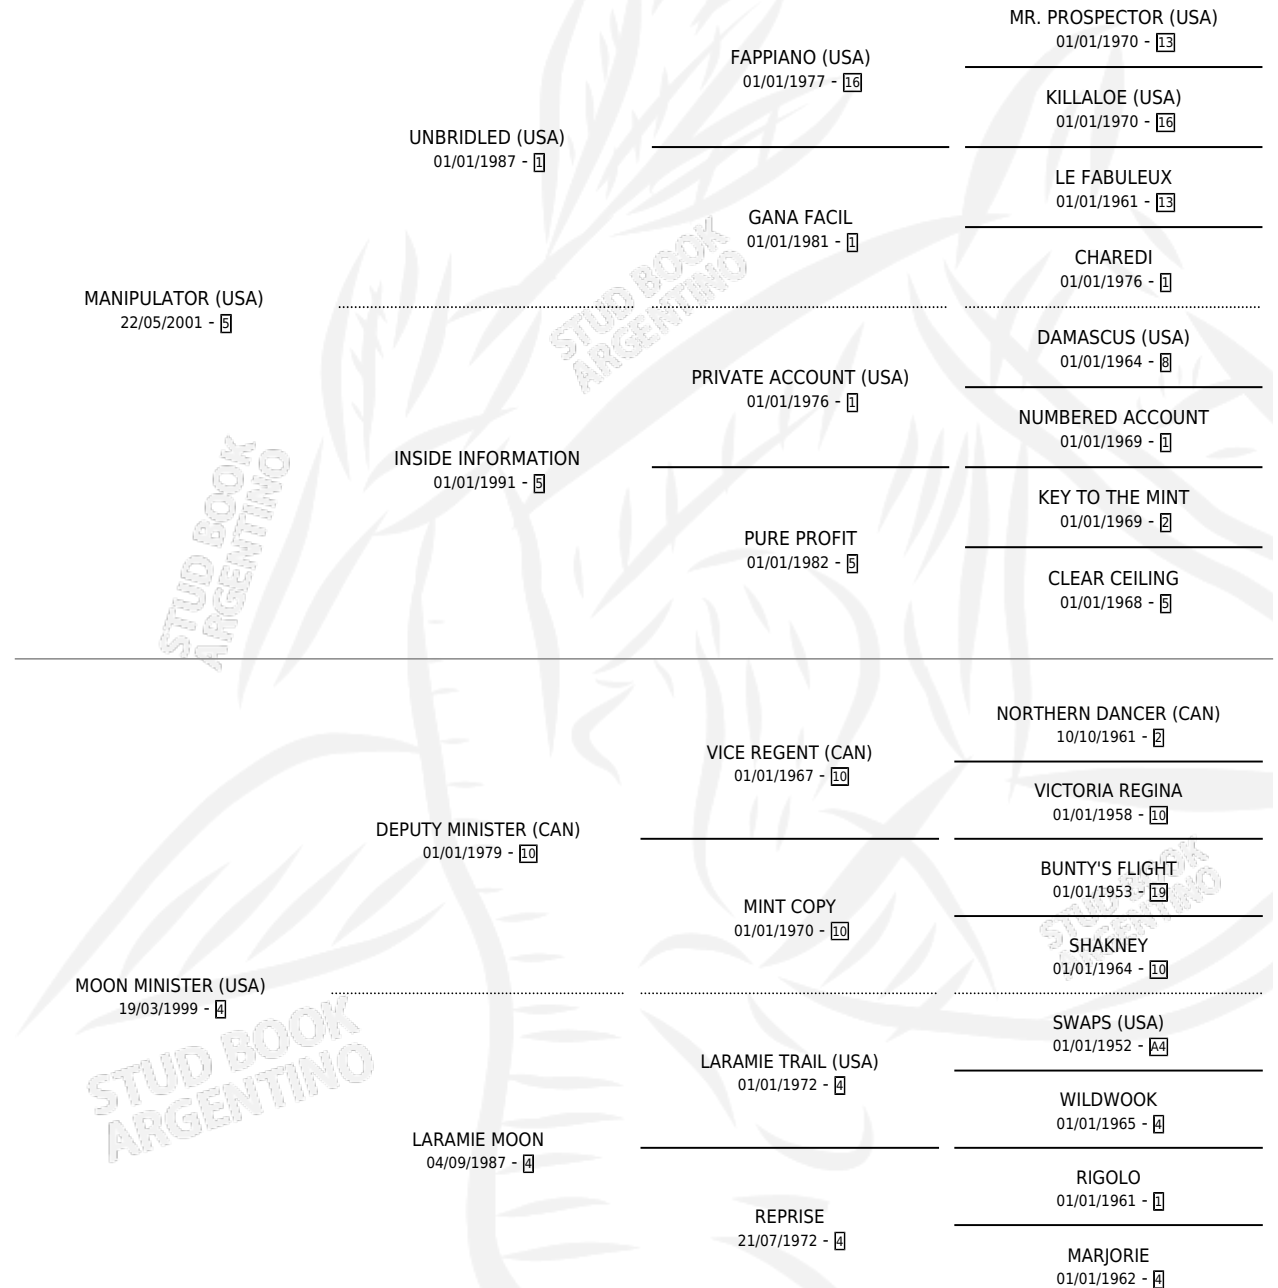 MR. PROSPECTOR (USA)
01/01/1970 - 13
FAPPIANO (USA)
01/01/1977 - 16
KILLALOE (USA)
01/01/1970 - 16
UNBRIDLED (USA)
01/01/1987 - 1
LE FABULEUX
01/01/1961 - 13
GANA FACIL
01/01/1981 - 1
CHAREDI
01/01/1976 - 1
MANIPULATOR (USA)
22/05/2001 - 5
DAMASCUS (USA)
01/01/1964 - 8
PRIVATE ACCOUNT (USA)
01/01/1976 - 1
NUMBERED ACCOUNT
01/01/1969 - 1
INSIDE INFORMATION
01/01/1991 - 5
KEY TO THE MINT
01/01/1969 - 2
PURE PROFIT
01/01/1982 - 5
CLEAR CEILING
01/01/1968 - 5
NORTHERN DANCER (CAN)
10/10/1961 - 2
VICE REGENT (CAN)
01/01/1967 - 10
VICTORIA REGINA
01/01/1958 - 10
DEPUTY MINISTER (CAN)
01/01/1979 - 10
BUNTY'S FLIGHT
01/01/1953 - 19
MINT COPY
01/01/1970 - 10
SHAKNEY
01/01/1964 - 10
MOON MINISTER (USA)
19/03/1999 - 4
SWAPS (USA)
01/01/1952 - A4
LARAMIE TRAIL (USA)
01/01/1972 - 4
WILDWOOK
01/01/1965 - 4
LARAMIE MOON
04/09/1987 - 4
RIGOLO
01/01/1961 - 1
REPRISE
21/07/1972 - 4
MARJORIE
01/01/1962 - 4
STUD BOOK
ARGENTINO
STUD BOOK
ARGENTINO
STUD BOOK
ARGENTINO
STUD BOOK
ARGENTINO